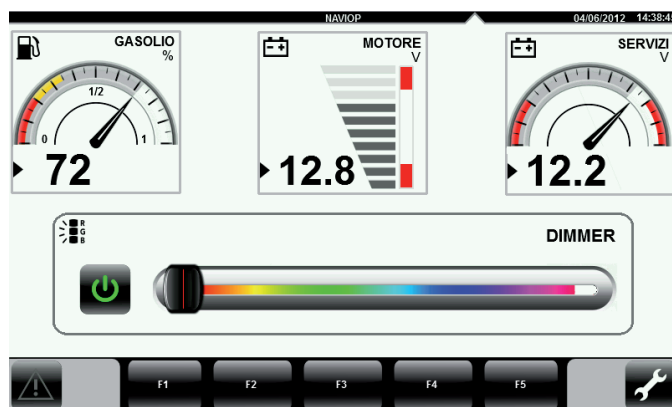 NAVIOP
04/06/2012 14:38:4
GASOLIO
%
1/2
0
1
72
MOTORE
V
12.8
SERVIZI
V
12.2
R
G
B
DIMMER
F1 F2 F3 F4 F5